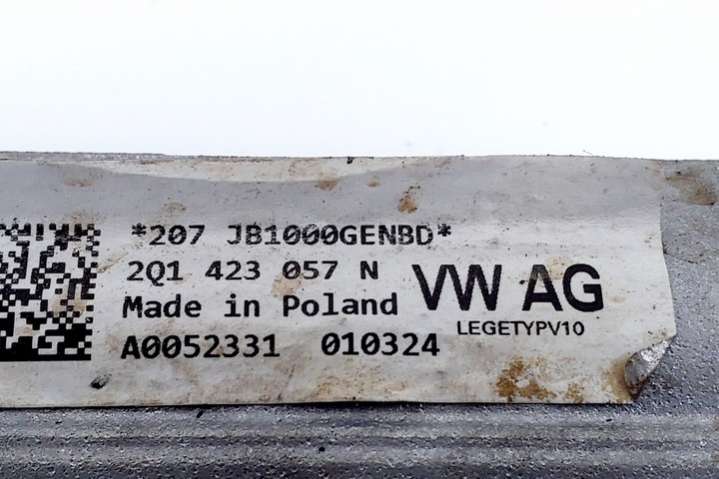 *207 JB1000GENBD*
2Q1 423 057 N
VW AG
Made in Poland
LEGETYPV10
A0052331 010324